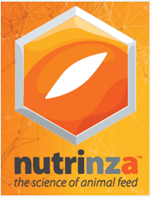 nutrinza™
the science of animal feed